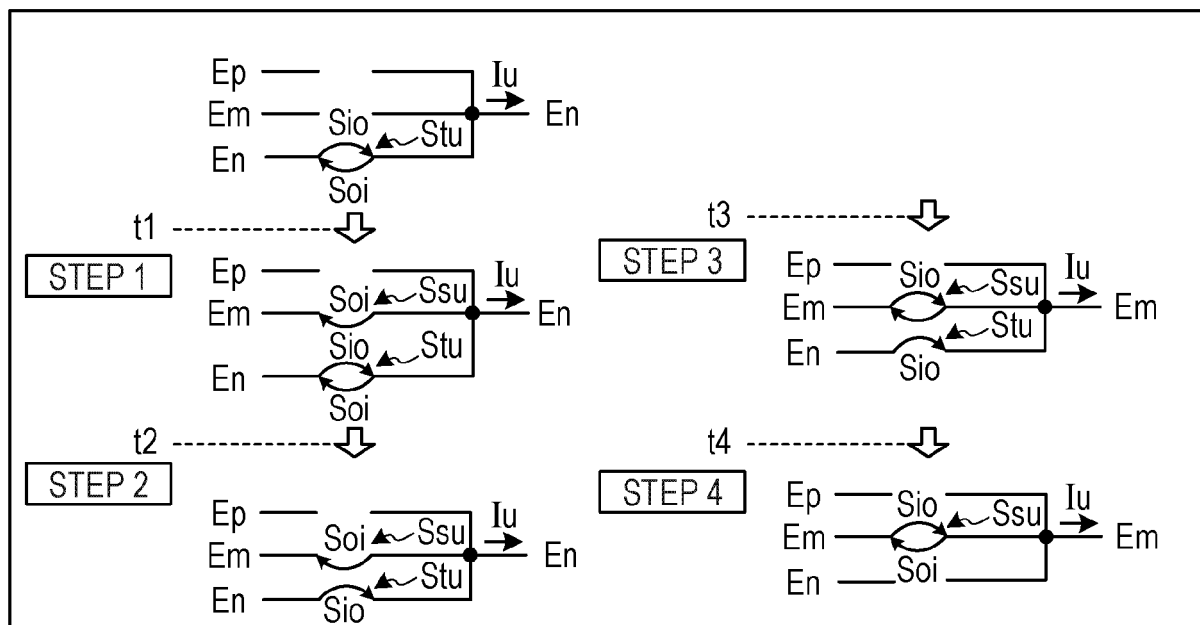 Ep
Iu
Em
Sio
En
Stu
En
Soi
t1
STEP 1
Ep
Iu
Soi
Ssu
Em
En
Sio
Stu
En
Soi
t2
STEP 2
Ep
Iu
Soi
Ssu
Em
En
Stu
En
Sio
t3
STEP 3
Ep
Sio
Iu
Ssu
Em
Em
Stu
En
Sio
t4
STEP 4
Ep
Sio
Iu
Ssu
Em
Em
Soi
En